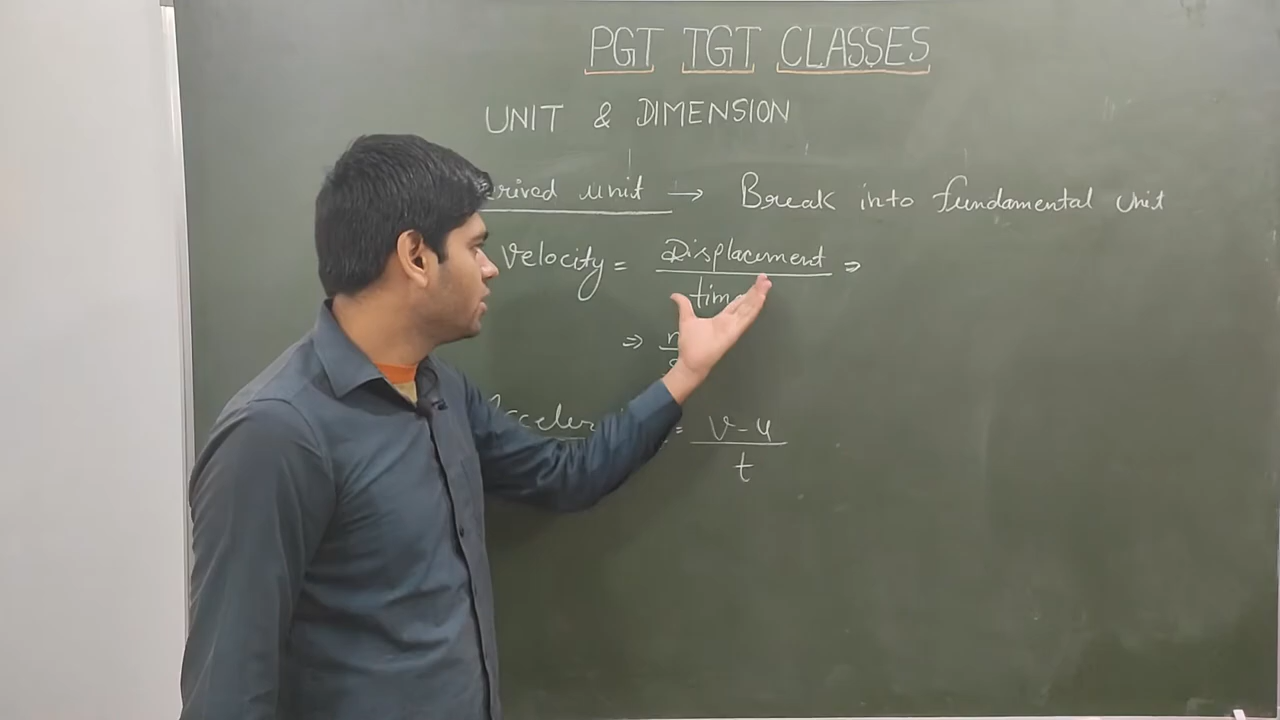 PGT TGT CLASSES
UNIT & DIMENSION
rived unit → Break into fundamental unit
Velocity = Displacement / time ⇒
⇒
= v-u / t